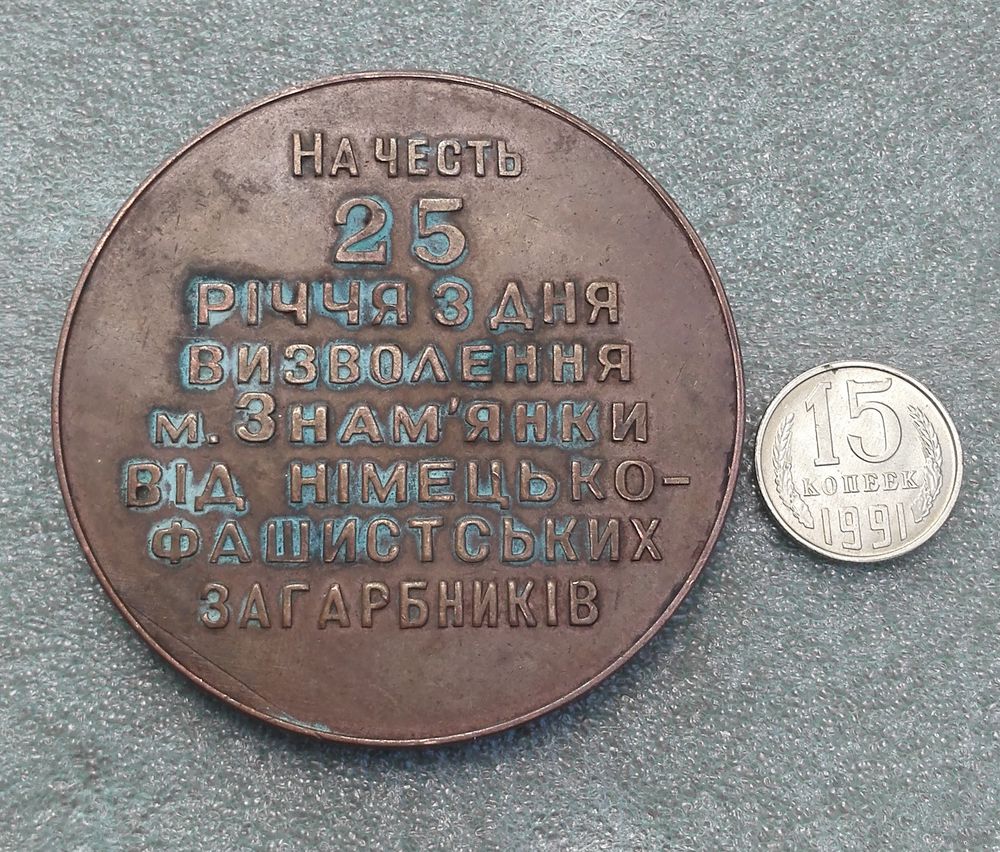 НА ЧЕСТЬ
25
РІЧЧЯ З ДНЯ
ВИЗВОЛЕННЯ
м. ЗНАМ'ЯНКИ
ВІД НІМЕЦЬКО-
ФАШИСТСЬКИХ
ЗАГАРБНИКІВ
15
КОПЕЕК
1991